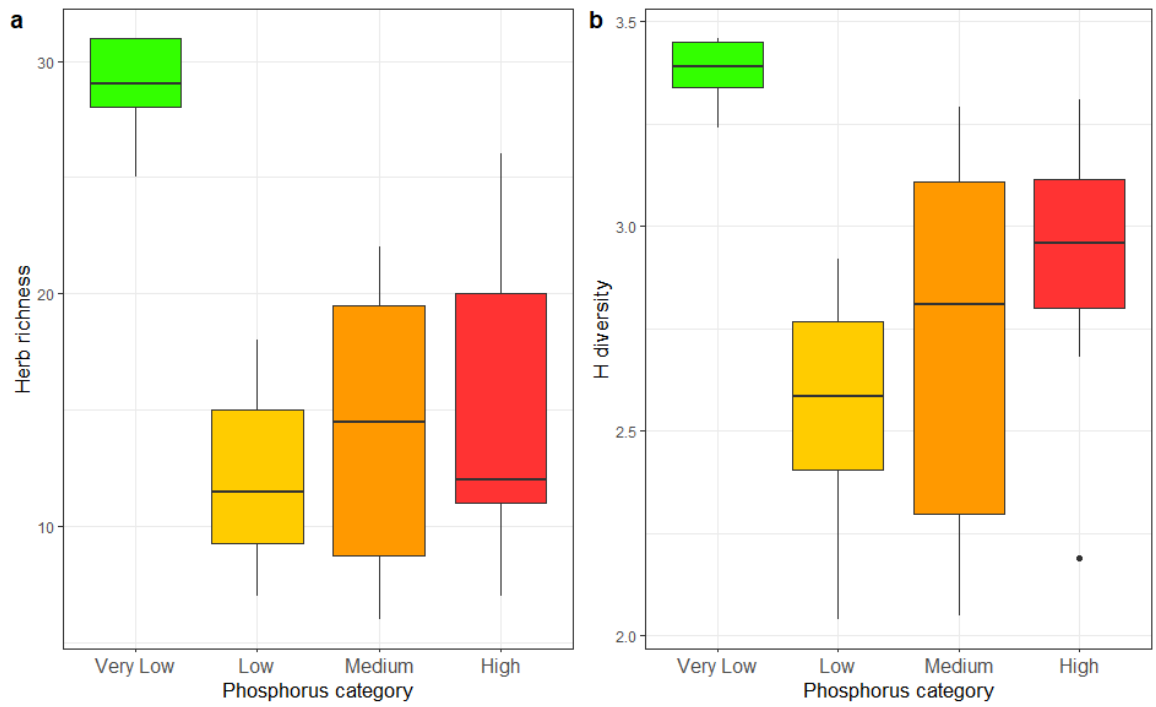 a
30
20
10
Herb richness
Very Low Low Medium High
Phosphorus category
b
3.5
3.0
2.5
2.0
H diversity
Very Low Low Medium High
Phosphorus category